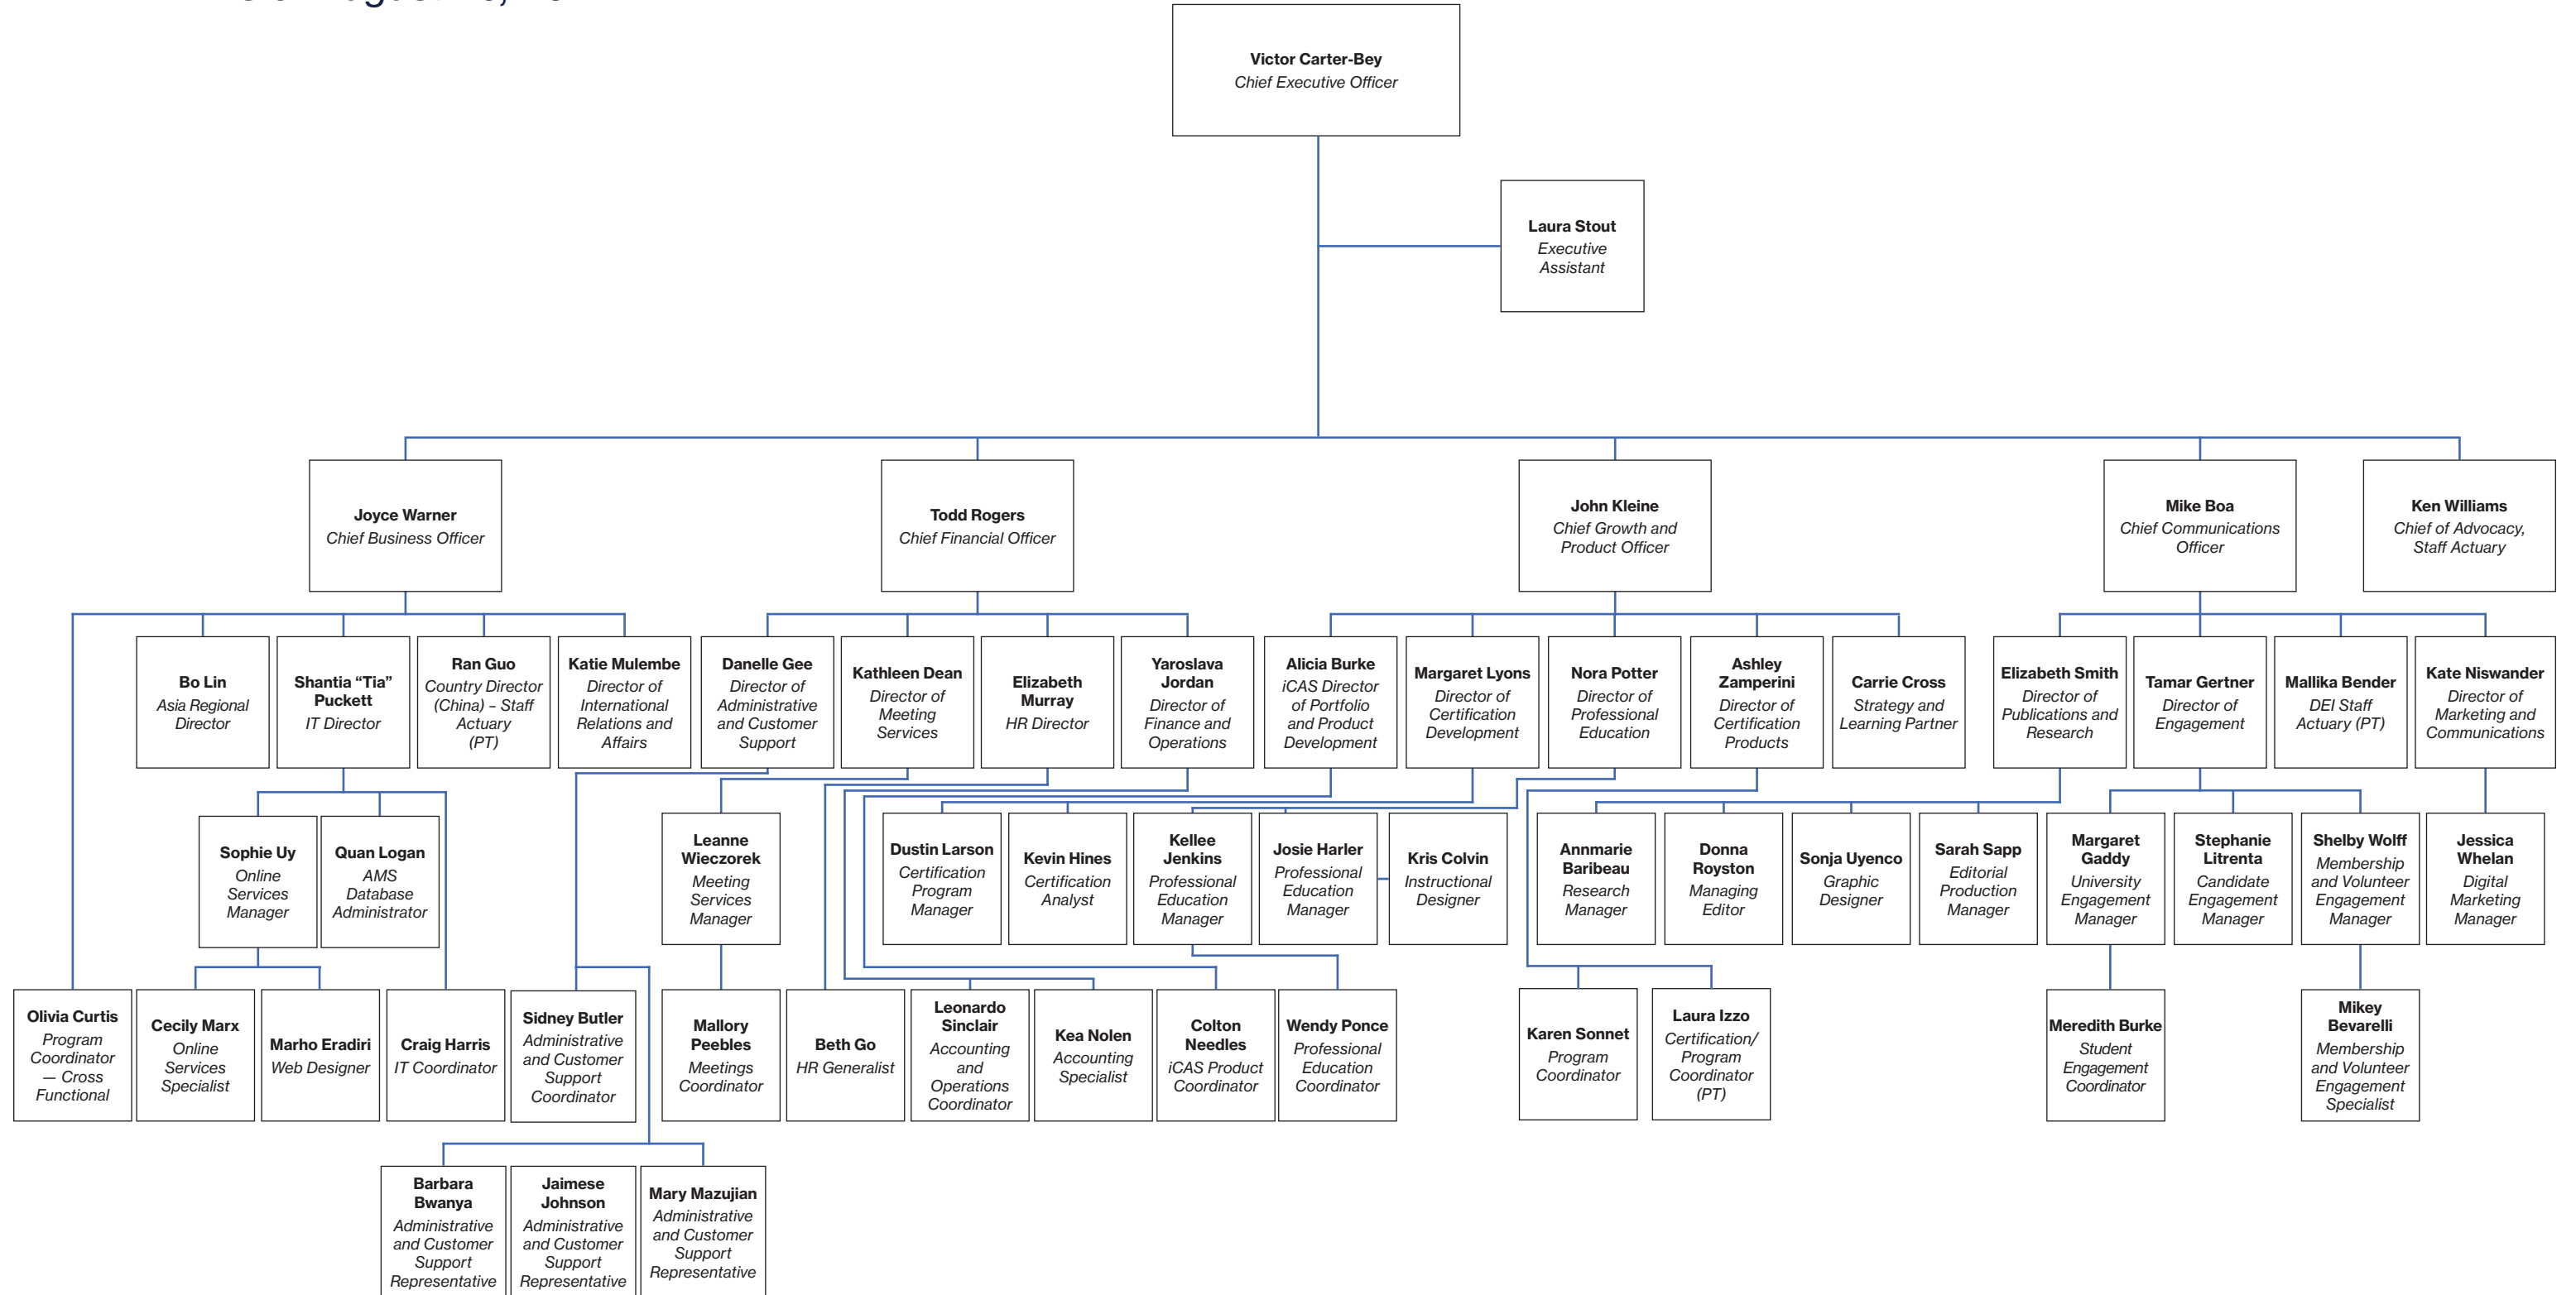 Victor Carter-Bey
Chief Executive Officer
Laura Stout
Executive
Assistant
Joyce Warner
Chief Business Officer
Todd Rogers
Chief Financial Officer
John Kleine
Chief Growth and
Product Officer
Mike Boa
Chief Communications
Officer
Ken Williams
Chief of Advocacy,
Staff Actuary
Bo Lin
Asia Regional
Director
Shantia “Tia”
Puckett
IT Director
Ran Guo
Country Director
(China) – Staff
Actuary
(PT)
Katie Mulembe
Director of
International
Relations and
Affairs
Danelle Gee
Director of
Administrative
and Customer
Support
Kathleen Dean
Director of
Meeting
Services
Elizabeth
Murray
HR Director
Yaroslava
Jordan
Director of
Finance and
Operations
Alicia Burke
iCAS Director
of Portfolio
and Product
Development
Margaret Lyons
Director of
Certification
Development
Nora Potter
Director of
Professional
Education
Ashley
Zamperini
Director of
Certification
Products
Carrie Cross
Strategy and
Learning Partner
Elizabeth Smith
Director of
Publications and
Research
Tamar Gertner
Director of
Engagement
Mallika Bender
DEI Staff
Actuary (PT)
Kate Niswander
Director of
Marketing and
Communications
Sophie Uy
Online
Services
Manager
Quan Logan
AMS
Database
Administrator
Leanne
Wieczorek
Meeting
Services
Manager
Dustin Larson
Certification
Program
Manager
Kevin Hines
Certification
Analyst
Kellee
Jenkins
Professional
Education
Manager
Josie Harler
Professional
Education
Manager
Kris Colvin
Instructional
Designer
Annmarie
Baribeau
Research
Manager
Donna
Royston
Managing
Editor
Sonja Uyenco
Graphic
Designer
Sarah Sapp
Editorial
Production
Manager
Margaret
Gaddy
University
Engagement
Manager
Stephanie
Litrenta
Candidate
Engagement
Manager
Shelby Wolff
Membership
and Volunteer
Engagement
Manager
Jessica
Whelan
Digital
Marketing
Manager
Olivia Curtis
Program
Coordinator
— Cross
Functional
Cecily Marx
Online
Services
Specialist
Marho Eradiri
Web Designer
Craig Harris
IT Coordinator
Sidney Butler
Administrative
and Customer
Support
Coordinator
Mallory
Peebles
Meetings
Coordinator
Beth Go
HR Generalist
Leonardo
Sinclair
Accounting
and
Operations
Coordinator
Kea Nolen
Accounting
Specialist
Colton
Needles
iCAS Product
Coordinator
Wendy Ponce
Professional
Education
Coordinator
Karen Sonnet
Program
Coordinator
Laura Izzo
Certification/
Program
Coordinator
(PT)
Meredith Burke
Student
Engagement
Coordinator
Mikey
Bevarelli
Membership
and Volunteer
Engagement
Specialist
Barbara
Bwanya
Administrative
and Customer
Support
Representative
Jaimese
Johnson
Administrative
and Customer
Support
Representative
Mary Mazujian
Administrative
and Customer
Support
Representative